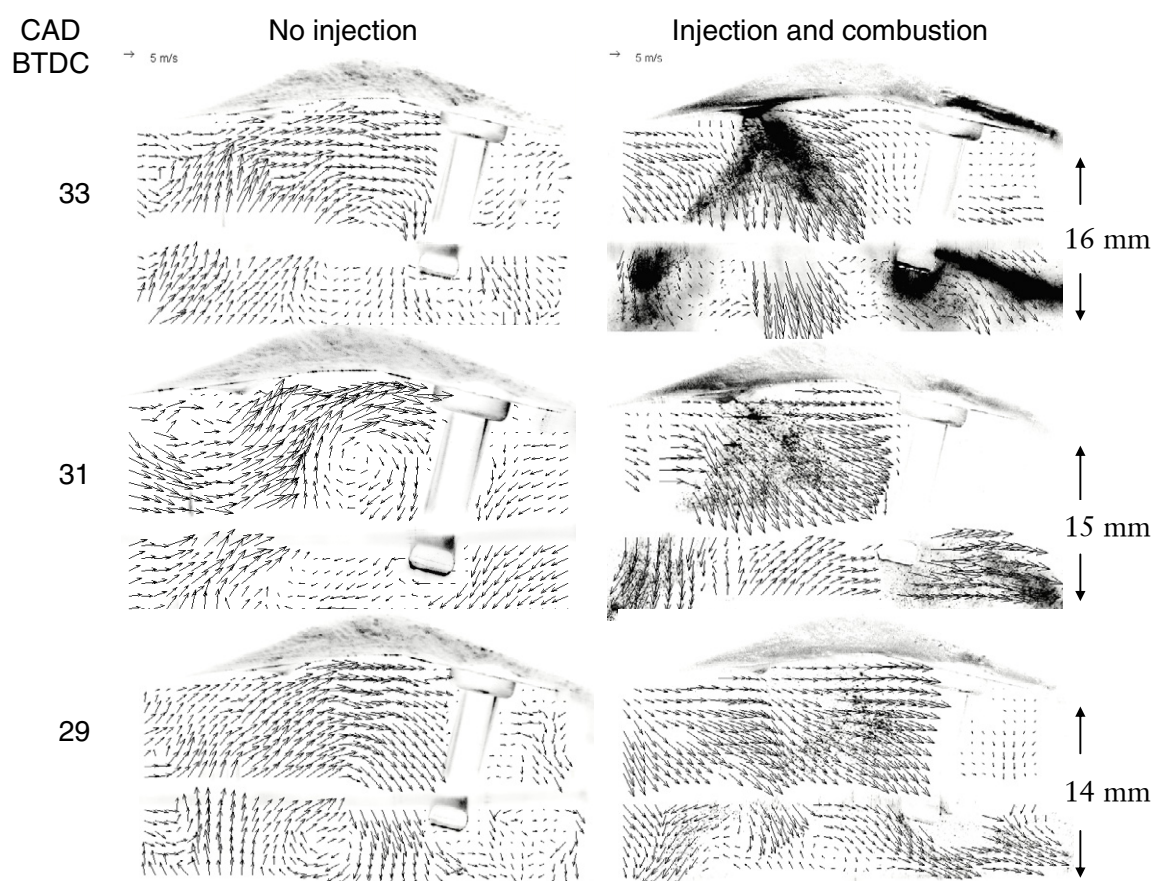 CAD
BTDC
No injection
Injection and combustion
5 m/s
5 m/s
33
16 mm
31
15 mm
29
14 mm